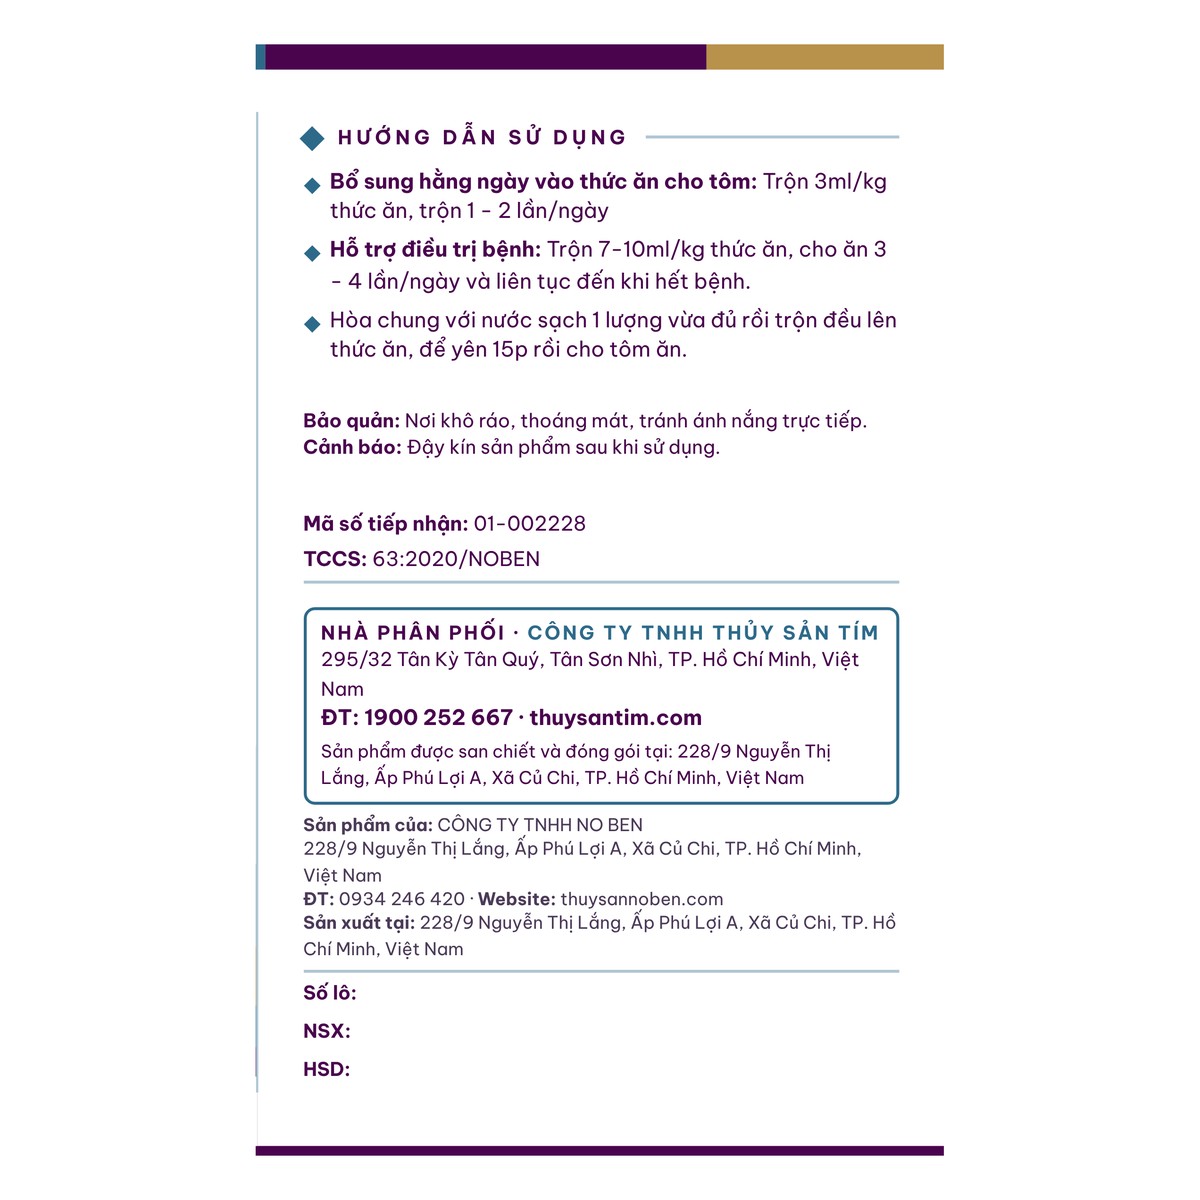 HƯỚNG DẪN SỬ DỤNG
Bổ sung hằng ngày vào thức ăn cho tôm: Trộn 3ml/kg
thức ăn, trộn 1 - 2 lần/ngày
Hỗ trợ điều trị bệnh: Trộn 7-10ml/kg thức ăn, cho ăn 3
- 4 lần/ngày và liên tục đến khi hết bệnh.
Hòa chung với nước sạch 1 lượng vừa đủ rồi trộn đều lên
thức ăn, để yên 15p rồi cho tôm ăn.
Bảo quản: Nơi khô ráo, thoáng mát, tránh ánh nắng trực tiếp.
Cảnh báo: Đậy kín sản phẩm sau khi sử dụng.
Mã số tiếp nhận: 01-002228
TCCS: 63:2020/NOBEN
NHÀ PHÂN PHỐI · CÔNG TY TNHH THỦY SẢN TÍM
295/32 Tân Kỳ Tân Quý, Tân Sơn Nhì, TP. Hồ Chí Minh, Việt
Nam
ĐT: 1900 252 667 · thuysantim.com
Sản phẩm được san chiết và đóng gói tại: 228/9 Nguyễn Thị
Lắng, Ấp Phú Lợi A, Xã Củ Chi, TP. Hồ Chí Minh, Việt Nam
Sản phẩm của: CÔNG TY TNHH NO BEN
228/9 Nguyễn Thị Lắng, Ấp Phú Lợi A, Xã Củ Chi, TP. Hồ Chí Minh,
Việt Nam
ĐT: 0934 246 420 · Website: thuysannoben.com
Sản xuất tại: 228/9 Nguyễn Thị Lắng, Ấp Phú Lợi A, Xã Củ Chi, TP. Hồ
Chí Minh, Việt Nam
Số lô:
NSX:
HSD: